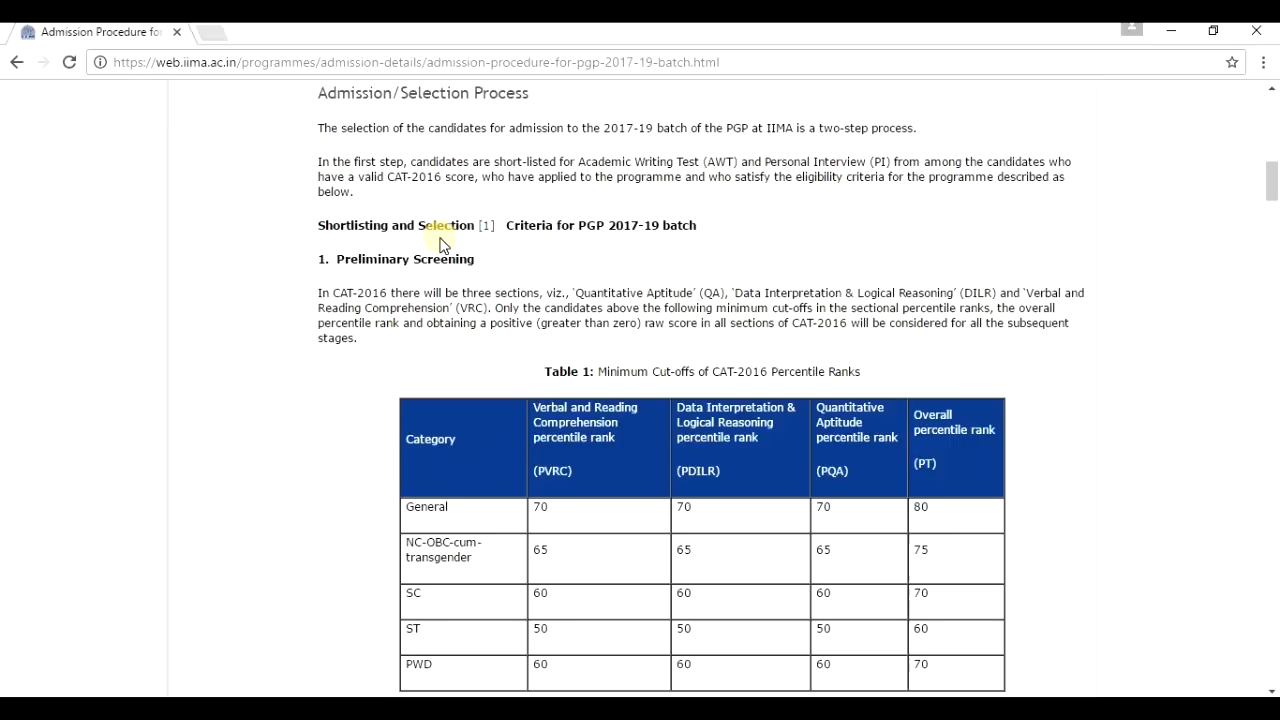 Admission Procedure for
https://web.iima.ac.in/programmes/admission-details/admission-procedure-for-pgp-2017-19-batch.html
Admission/Selection Process
The selection of the candidates for admission to the 2017-19 batch of the PGP at IIMA is a two-step process.
In the first step, candidates are short-listed for Academic Writing Test (AWT) and Personal Interview (PI) from among the candidates who
have a valid CAT-2016 score, who have applied to the programme and who satisfy the eligibility criteria for the programme described as
below.
Shortlisting and Selection [1] Criteria for PGP 2017-19 batch
1. Preliminary Screening
In CAT-2016 there will be three sections, viz., `Quantitative Aptitude′ (QA), `Data Interpretation & Logical Reasoning′ (DILR) and `Verbal and
Reading Comprehension′ (VRC). Only the candidates above the following minimum cut-offs in the sectional percentile ranks, the overall
percentile rank and obtaining a positive (greater than zero) raw score in all sections of CAT-2016 will be considered for all the subsequent
stages.
Table 1: Minimum Cut-offs of CAT-2016 Percentile Ranks
Category
Verbal and Reading
Comprehension
percentile rank
(PVRC)
Data Interpretation &
Logical Reasoning
percentile rank
(PDILR)
Quantitative
Aptitude
percentile rank
(PQA)
Overall
percentile rank
(PT)
General 70 70 70 80
NC-OBC-cum-
transgender 65 65 65 75
SC 60 60 60 70
ST 50 50 50 60
PWD 60 60 60 70